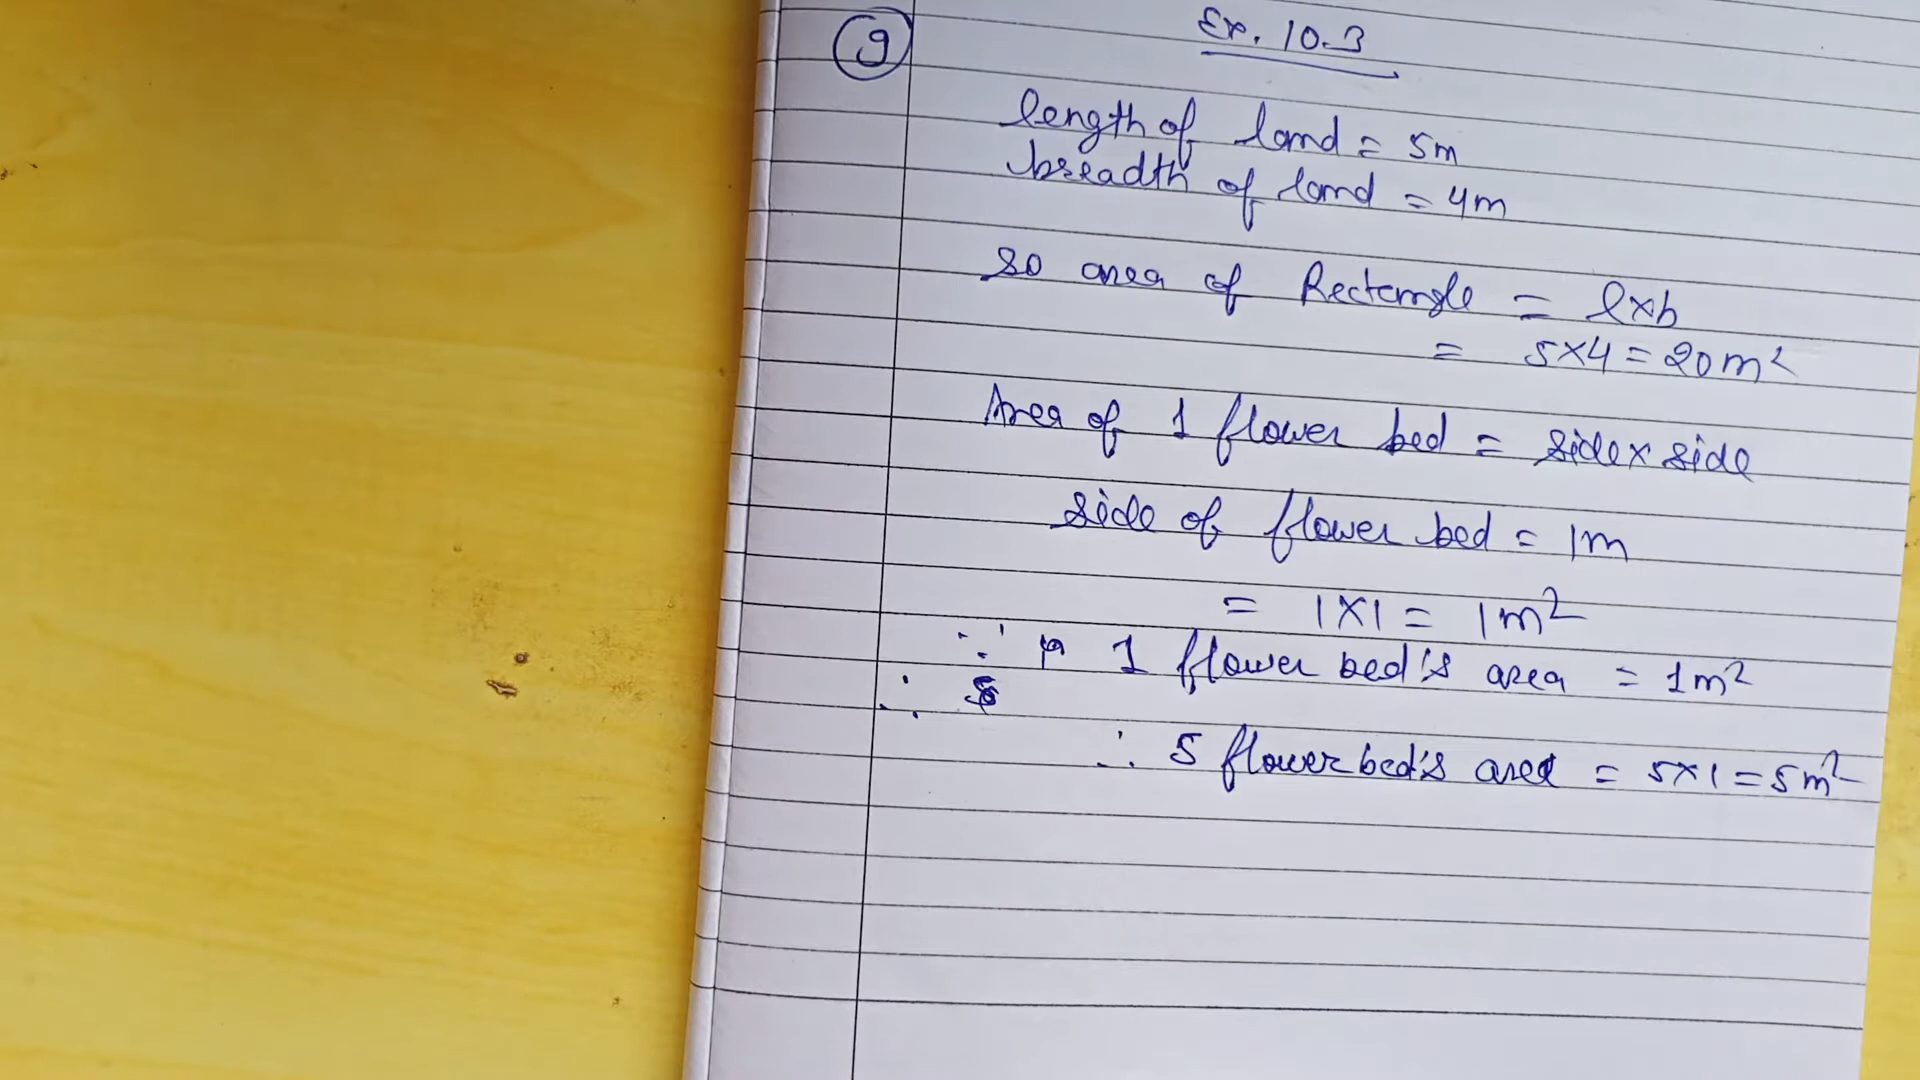 9
Ex. 10.3
length of land = 5m
breadth of land = 4m
so area of Rectangle = l×b
= 5×4 = 20m²
Area of 1 flower bed = side× side
side of flower bed = 1m
= 1×1 = 1m²
∵ 1 flower bed's area = 1m²
∴
∴ 5 flower bed's area = 5×1 = 5m²